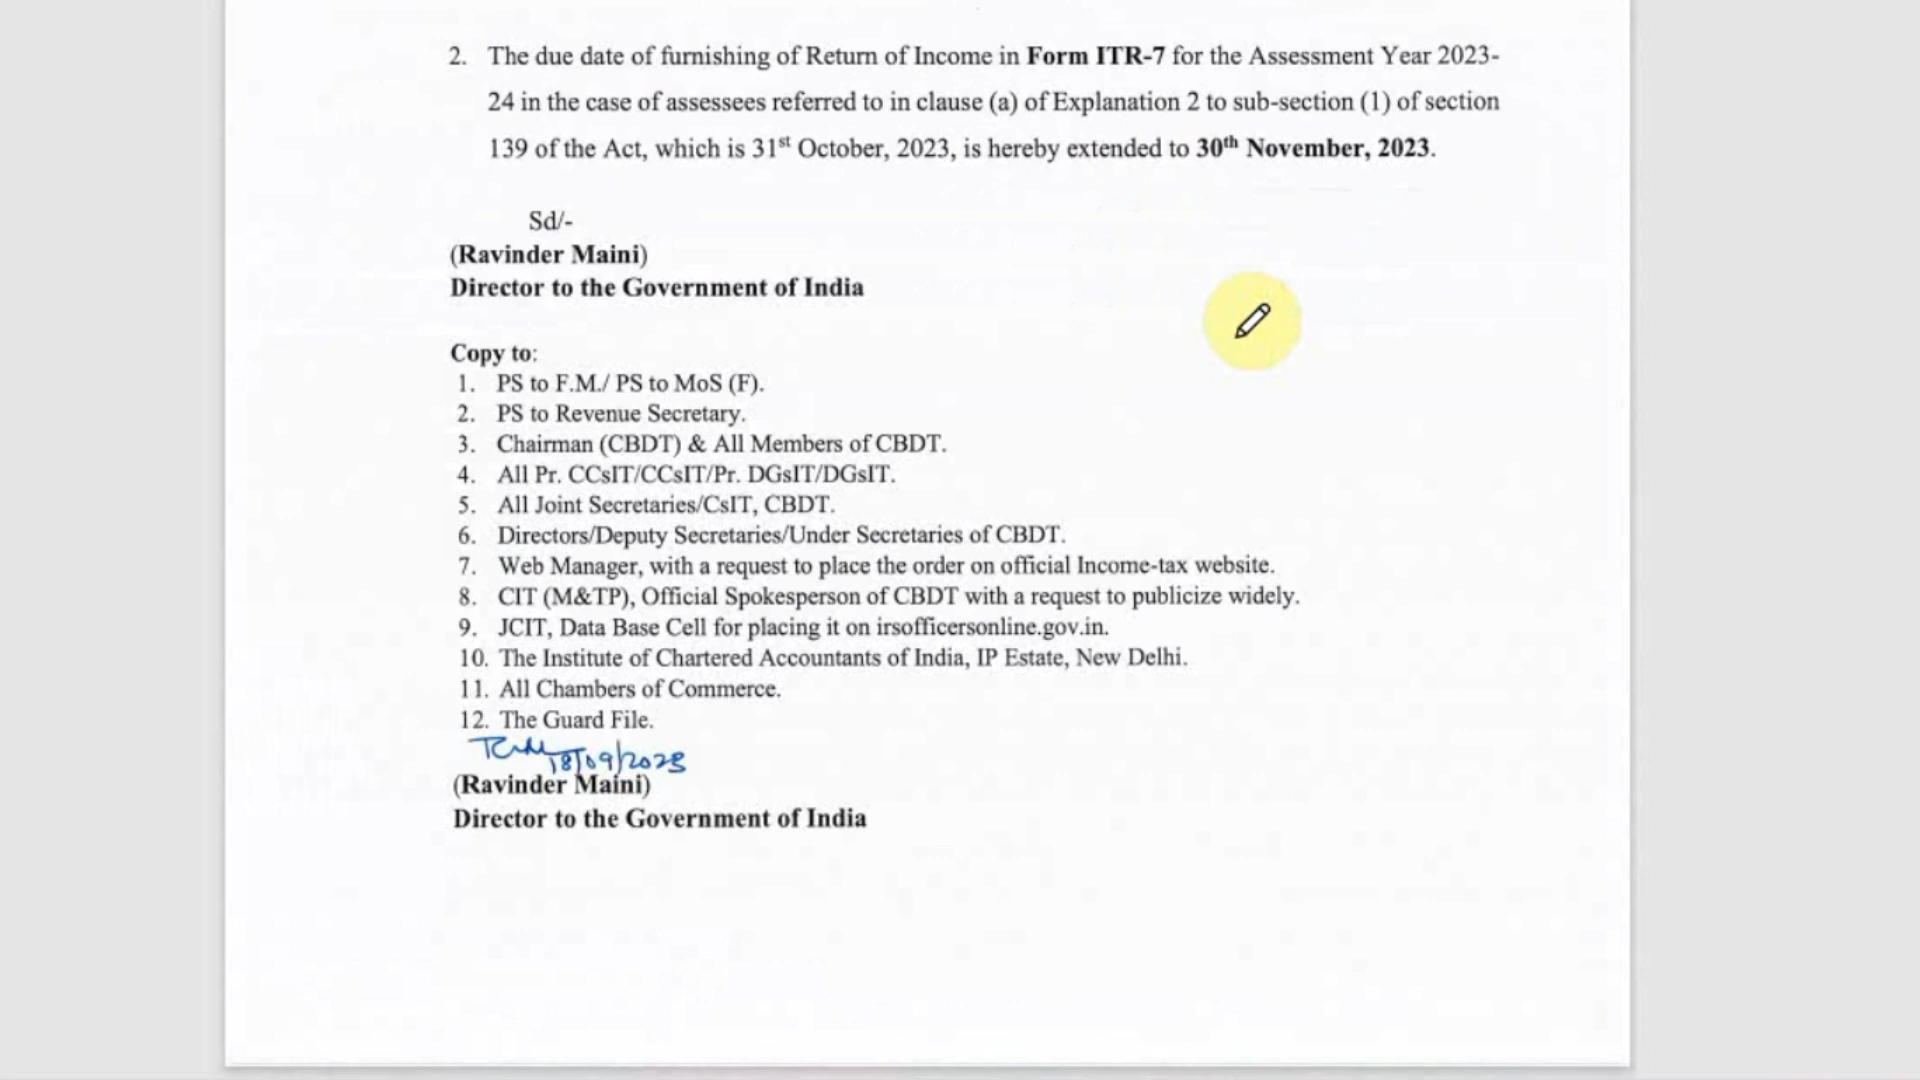 2. The due date of furnishing of Return of Income in Form ITR-7 for the Assessment Year 2023-
24 in the case of assessees referred to in clause (a) of Explanation 2 to sub-section (1) of section
139 of the Act, which is 31st October, 2023, is hereby extended to 30th November, 2023.
Sd/-
(Ravinder Maini)
Director to the Government of India
Copy to:
1. PS to F.M./ PS to MoS (F).
2. PS to Revenue Secretary.
3. Chairman (CBDT) & All Members of CBDT.
4. All Pr. CCsIT/CCsIT/Pr. DGsIT/DGsIT.
5. All Joint Secretaries/CsIT, CBDT.
6. Directors/Deputy Secretaries/Under Secretaries of CBDT.
7. Web Manager, with a request to place the order on official Income-tax website.
8. CIT (M&TP), Official Spokesperson of CBDT with a request to publicize widely.
9. JCIT, Data Base Cell for placing it on irsofficersonline.gov.in.
10. The Institute of Chartered Accountants of India, IP Estate, New Delhi.
11. All Chambers of Commerce.
12. The Guard File.
18/09/2023
(Ravinder Maini)
Director to the Government of India